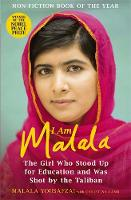 NON-FICTION BOOK OF THE YEAR
WINNER
OF THE
NOBEL
PEACE
PRIZE
I Am
Malala
The Girl Who Stood Up
for Education and Was
Shot by the Taliban
MALALA YOUSAFZAI